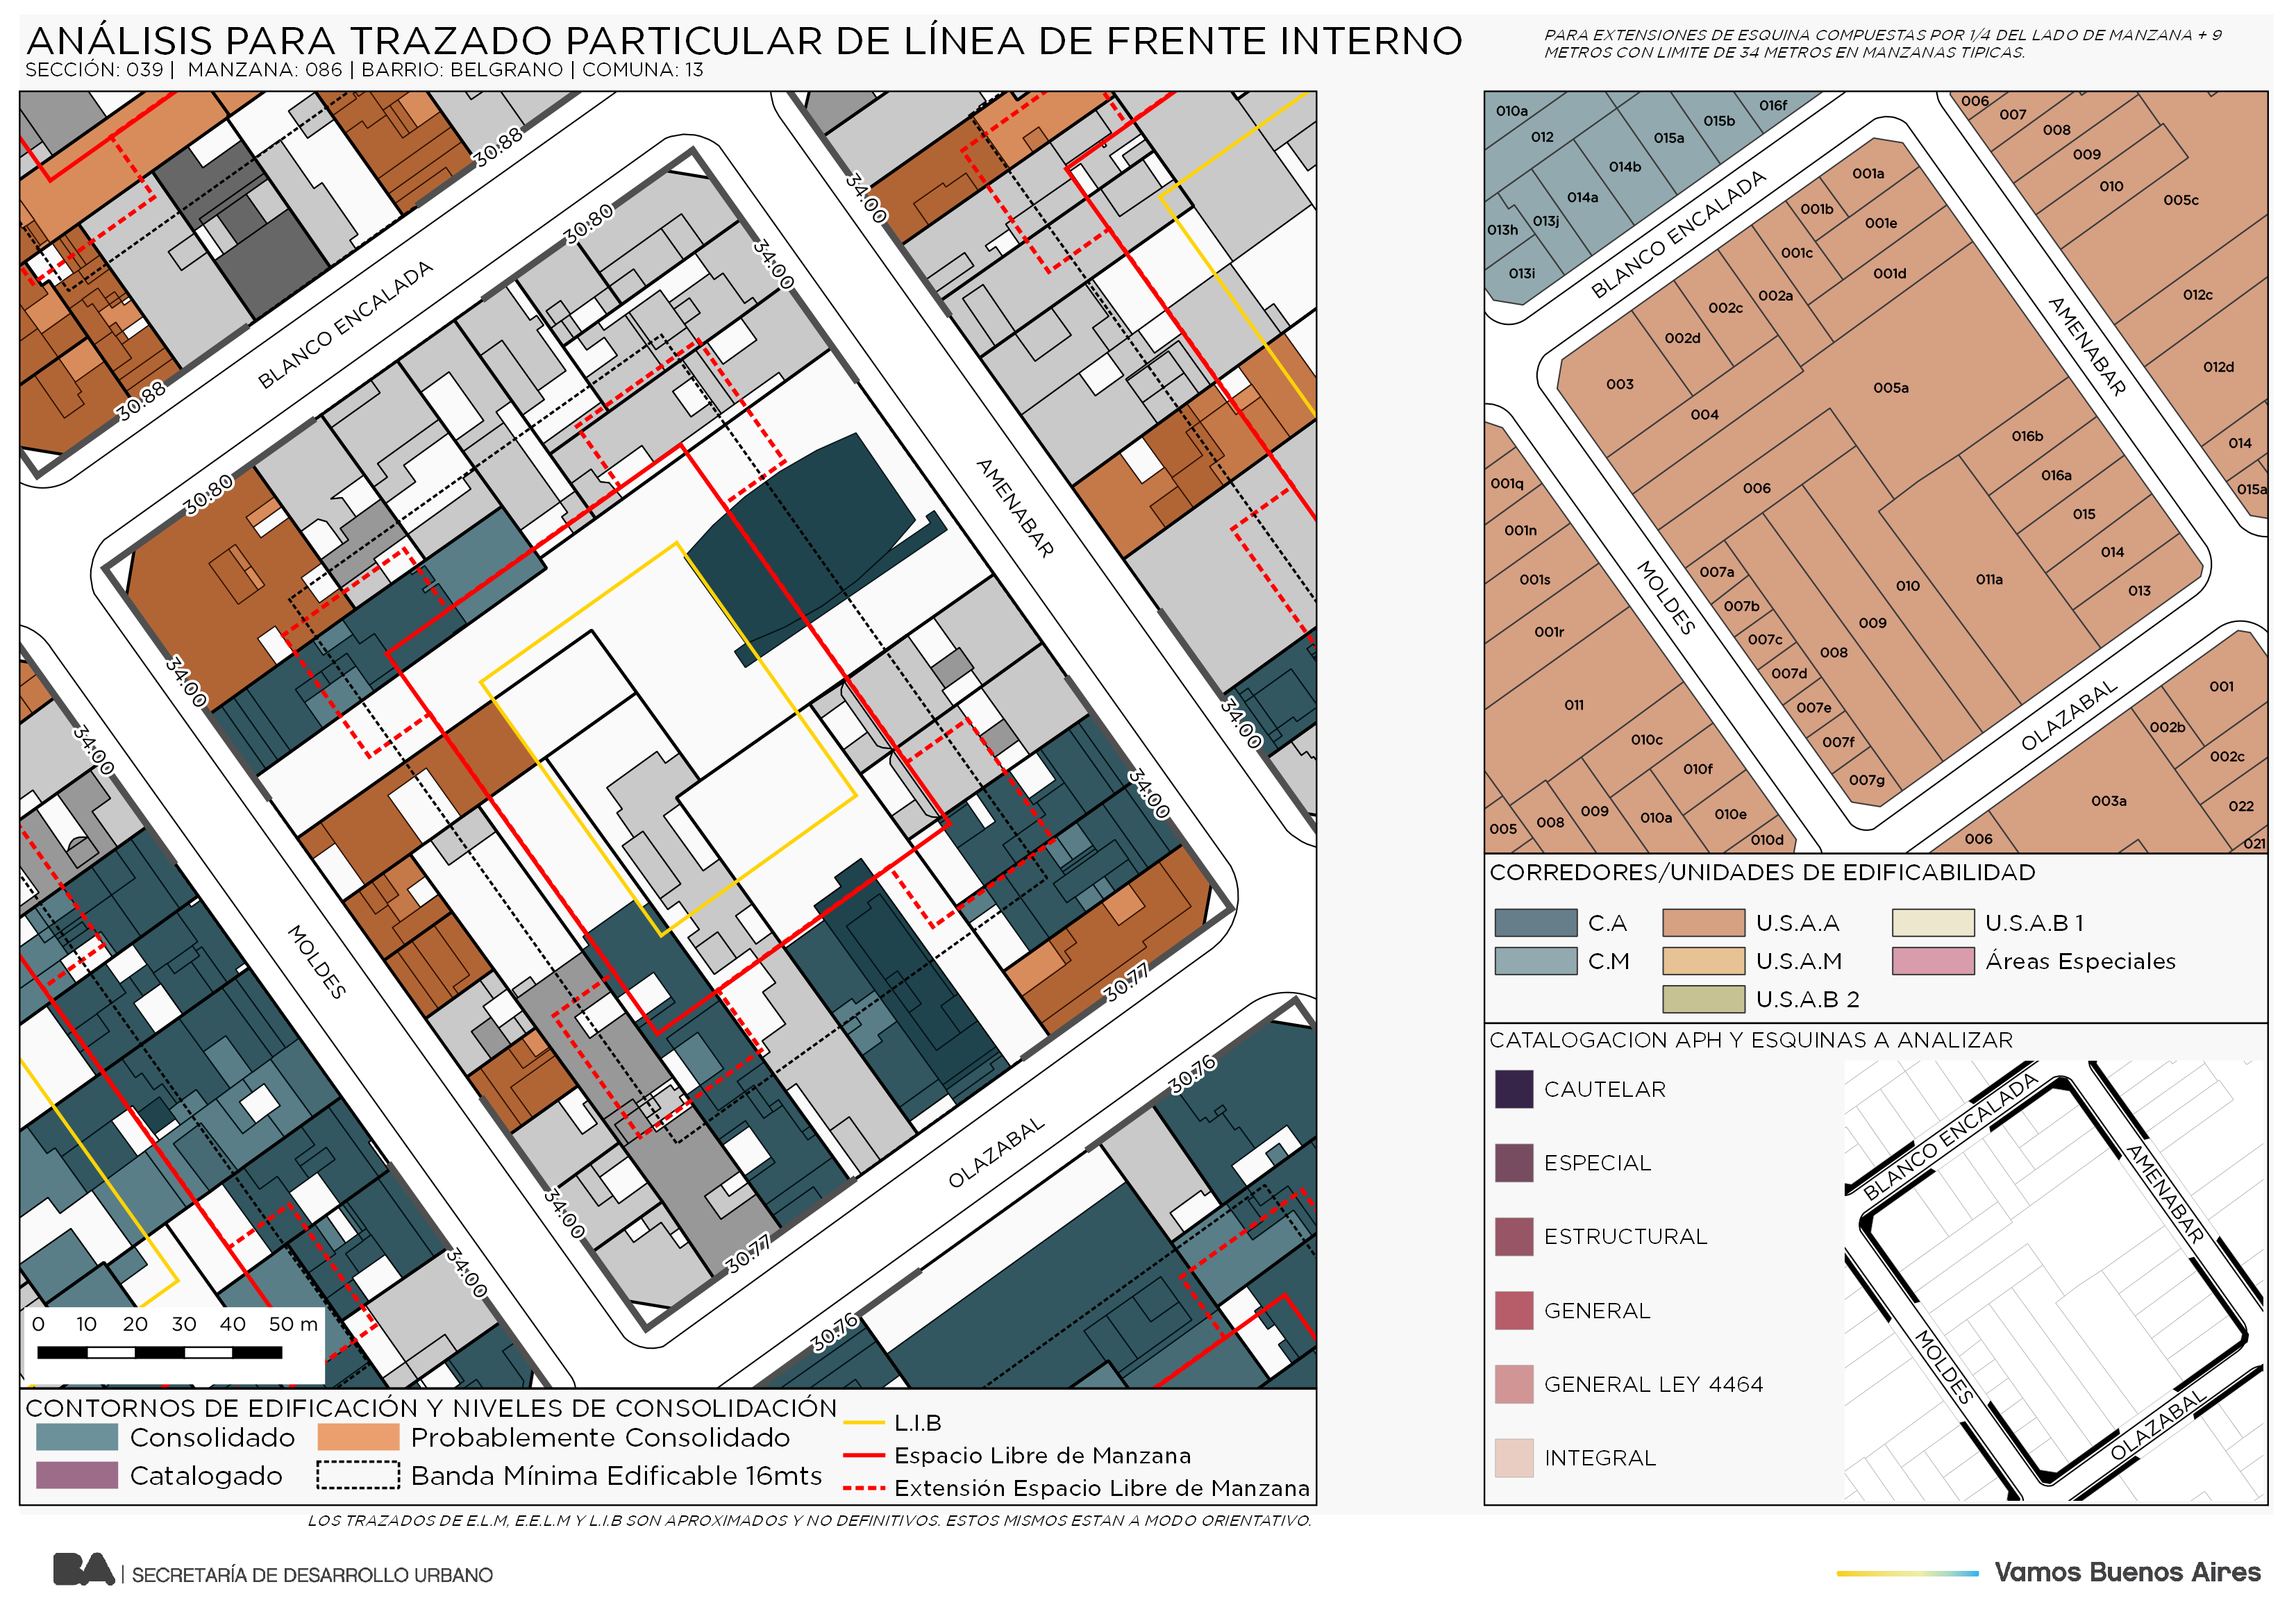 ANÁLISIS PARA TRAZADO PARTICULAR DE LÍNEA DE FRENTE INTERNO
SECCIÓN: 039 | MANZANA: 086 | BARRIO: BELGRANO | COMUNA: 13
PARA EXTENSIONES DE ESQUINA COMPUESTAS POR 1/4 DEL LADO DE MANZANA + 9
METROS CON LIMITE DE 34 METROS EN MANZANAS TIPICAS.
30.88
34.00
30.80
34.00
BLANCO ENCALADA
30.88
30.80
AMENABAR
34.00
34.00
34.00
34.00
MOLDES
30.77
30.76
OLAZABAL
34.00
34.00
30.77
30.76
0 10 20 30 40 50 m
CONTORNOS DE EDIFICACIÓN Y NIVELES DE CONSOLIDACIÓN
Consolidado
Probablemente Consolidado
Catalogado
Banda Mínima Edificable 16mts
L.I.B
Espacio Libre de Manzana
Extensión Espacio Libre de Manzana
LOS TRAZADOS DE E.L.M, E.E.L.M Y L.I.B SON APROXIMADOS Y NO DEFINITIVOS. ESTOS MISMOS ESTAN A MODO ORIENTATIVO.
010a
012
016f
015b
015a
014b
014a
013j
013h
013i
006
007
008
009
010
005c
BLANCO ENCALADA
001a
001b
001e
001c
001d
002a
002c
002d
003
004
005a
012c
012d
AMENABAR
014
015a
016b
016a
015
014
013
006
001q
001n
001s
001r
MOLDES
007a
007b
007c
007d
007e
007f
007g
008
009
010
011a
011
010c
010f
010e
010a
010d
009
008
005
OLAZABAL
001
002b
002c
003a
022
021
006
CORREDORES/UNIDADES DE EDIFICABILIDAD
C.A
U.S.A.A
U.S.A.B 1
C.M
U.S.A.M
Áreas Especiales
U.S.A.B 2
CATALOGACION APH Y ESQUINAS A ANALIZAR
CAUTELAR
ESPECIAL
ESTRUCTURAL
GENERAL
GENERAL LEY 4464
INTEGRAL
BLANCO ENCALADA
AMENABAR
MOLDES
OLAZABAL
BA | SECRETARÍA DE DESARROLLO URBANO
Vamos Buenos Aires